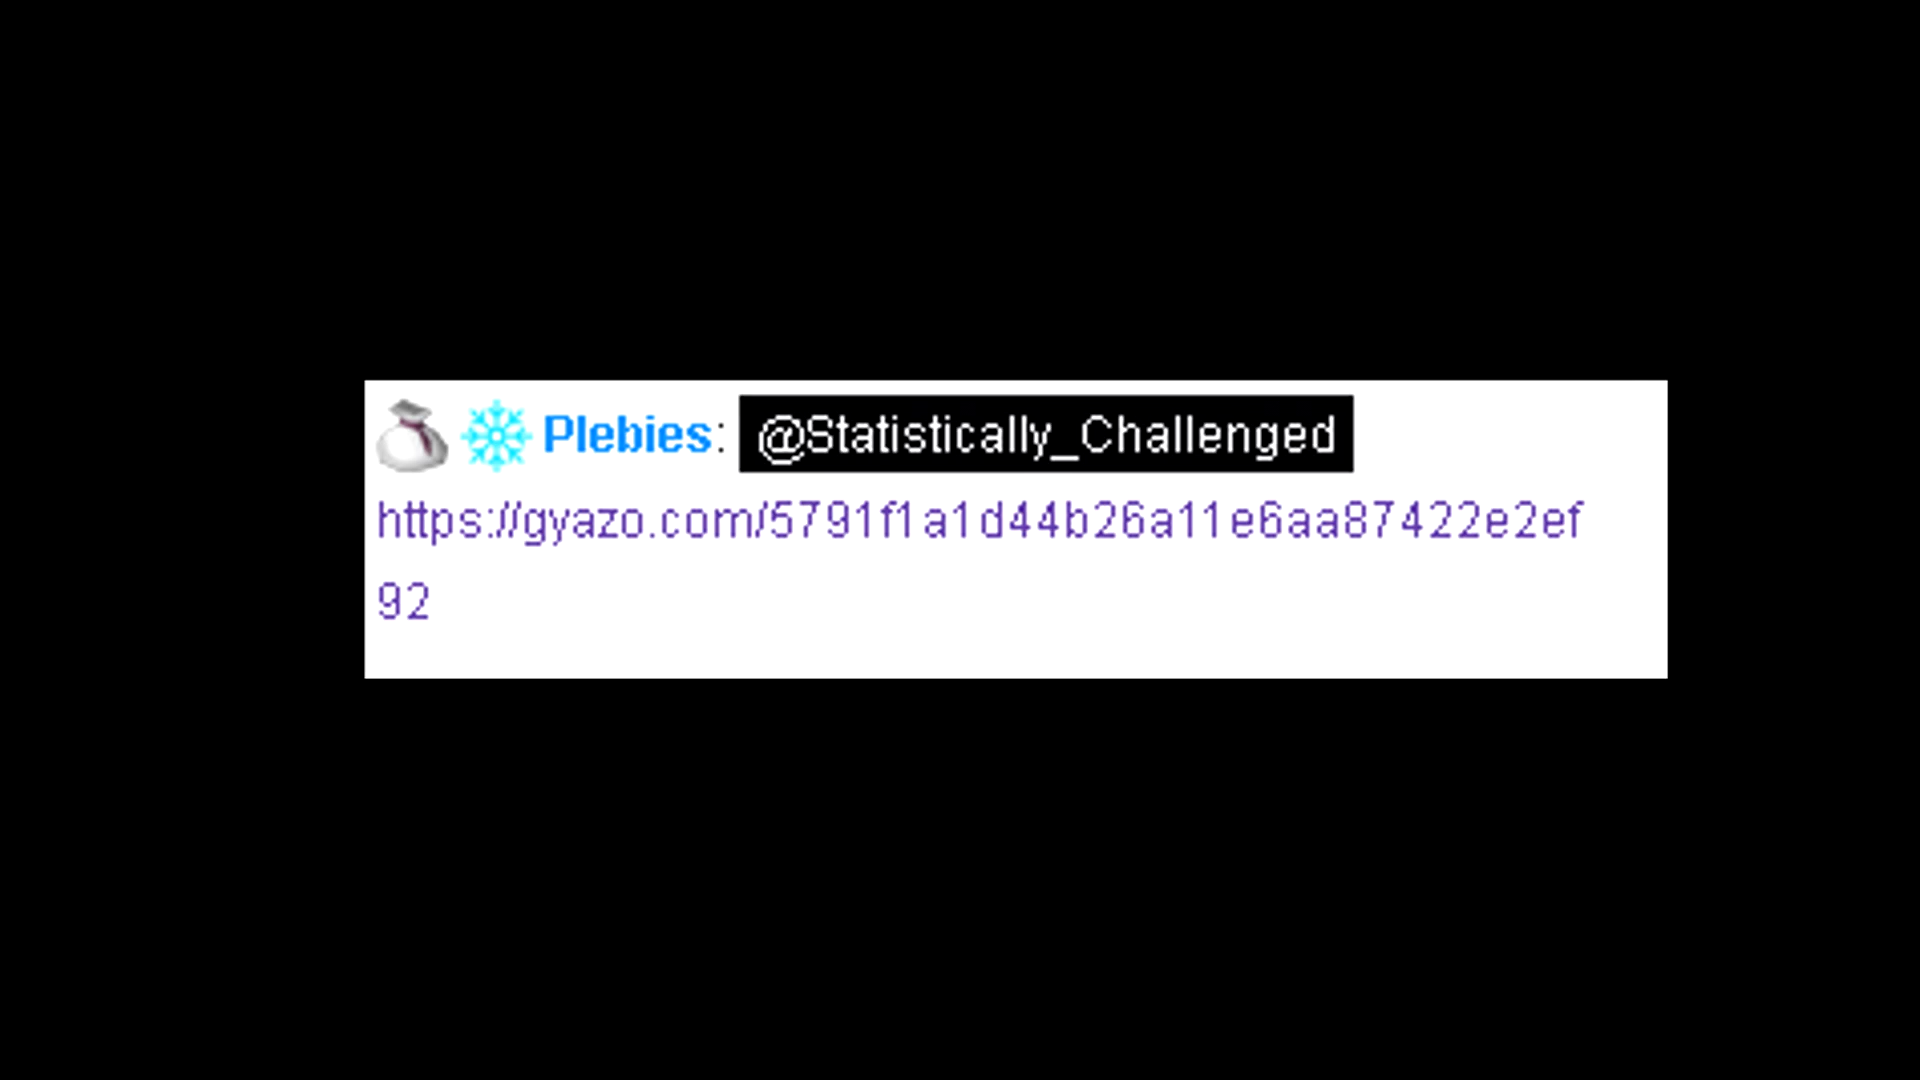 Plebies: @Statistically_Challenged
https://gyazo.com/5791f1a1d44b26a11e6aa87422e2ef
92